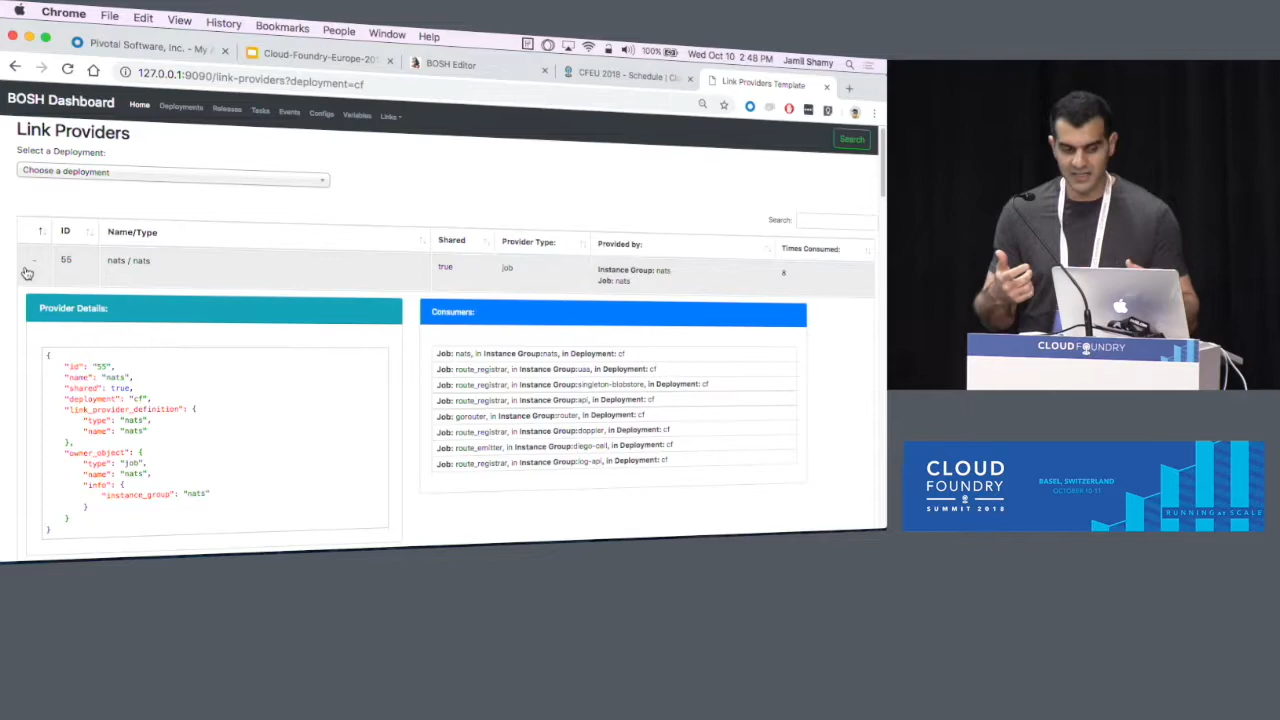 Chrome File Edit View History Bookmarks People Window Help 100% Wed Oct 10 2:48 PM Jamil Shamy
Pivotal Software, Inc. - My A
Cloud-Foundry-Europe-201
BOSH Editor
CFEU 2018 - Schedule | Cl
Link Providers Template
127.0.0.1:9090/link-providers?deployment=cf
BOSH Dashboard Home Deployments Releases Tasks Events Configs Variables Links
Search
Link Providers
Select a Deployment:
Choose a deployment
Search:
ID Name/Type Shared Provider Type: Provided by: Times Consumed:
- 55 nats / nats true job Instance Group: nats 8
Job: nats
Provider Details:
{
"id": "55",
"name": "nats",
"shared": true,
"deployment": "cf",
"link_provider_definition": {
"type": "nats",
"name": "nats"
},
"owner_object": {
"type": "job",
"name": "nats",
"info": {
"instance_group": "nats"
}
}
}
Consumers:
Job: nats, in Instance Group:nats, in Deployment: cf
Job: route_registrar, in Instance Group:uaa, in Deployment: cf
Job: route_registrar, in Instance Group:singleton-blobstore, in Deployment: cf
Job: route_registrar, in Instance Group:api, in Deployment: cf
Job: gorouter, in Instance Group:router, in Deployment: cf
Job: route_registrar, in Instance Group:doppler, in Deployment: cf
Job: route_emitter, in Instance Group:diego-cell, in Deployment: cf
Job: route_registrar, in Instance Group:log-api, in Deployment: cf
CLOUD FOUNDRY
CLOUD
FOUNDRY
SUMMIT 2018
BASEL, SWITZERLAND
OCTOBER 10-11
RUNNING AT SCALE